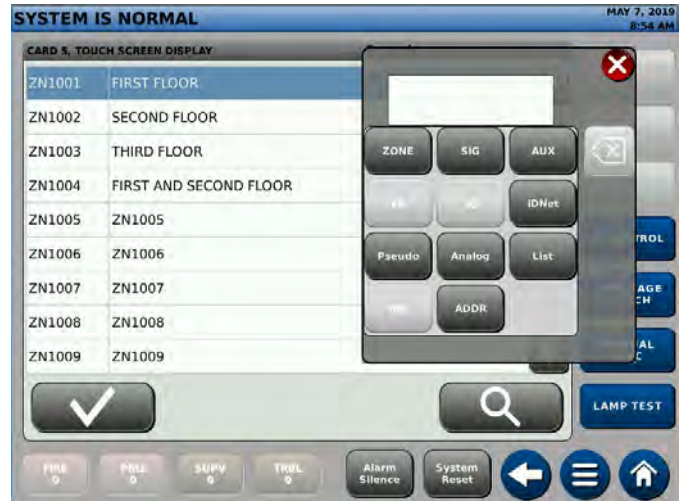 SYSTEM IS NORMAL
MAY 7, 2019
8:54 AM
CARD 5, TOUCH SCREEN DISPLAY
ZN1001 FIRST FLOOR
ZN1002 SECOND FLOOR
ZN1003 THIRD FLOOR
ZN1004 FIRST AND SECOND FLOOR
ZN1005 ZN1005
ZN1006 ZN1006
ZN1007 ZN1007
ZN1008 ZN1008
ZN1009 ZN1009
ZONE SIG AUX
IDNet
Pseudo Analog List
ADDR
TROL
AGE
CH
AL
C
LAMP TEST
FIRE 0
PRI2 0
SUPV 0
TRBL 0
Alarm Silence
System Reset